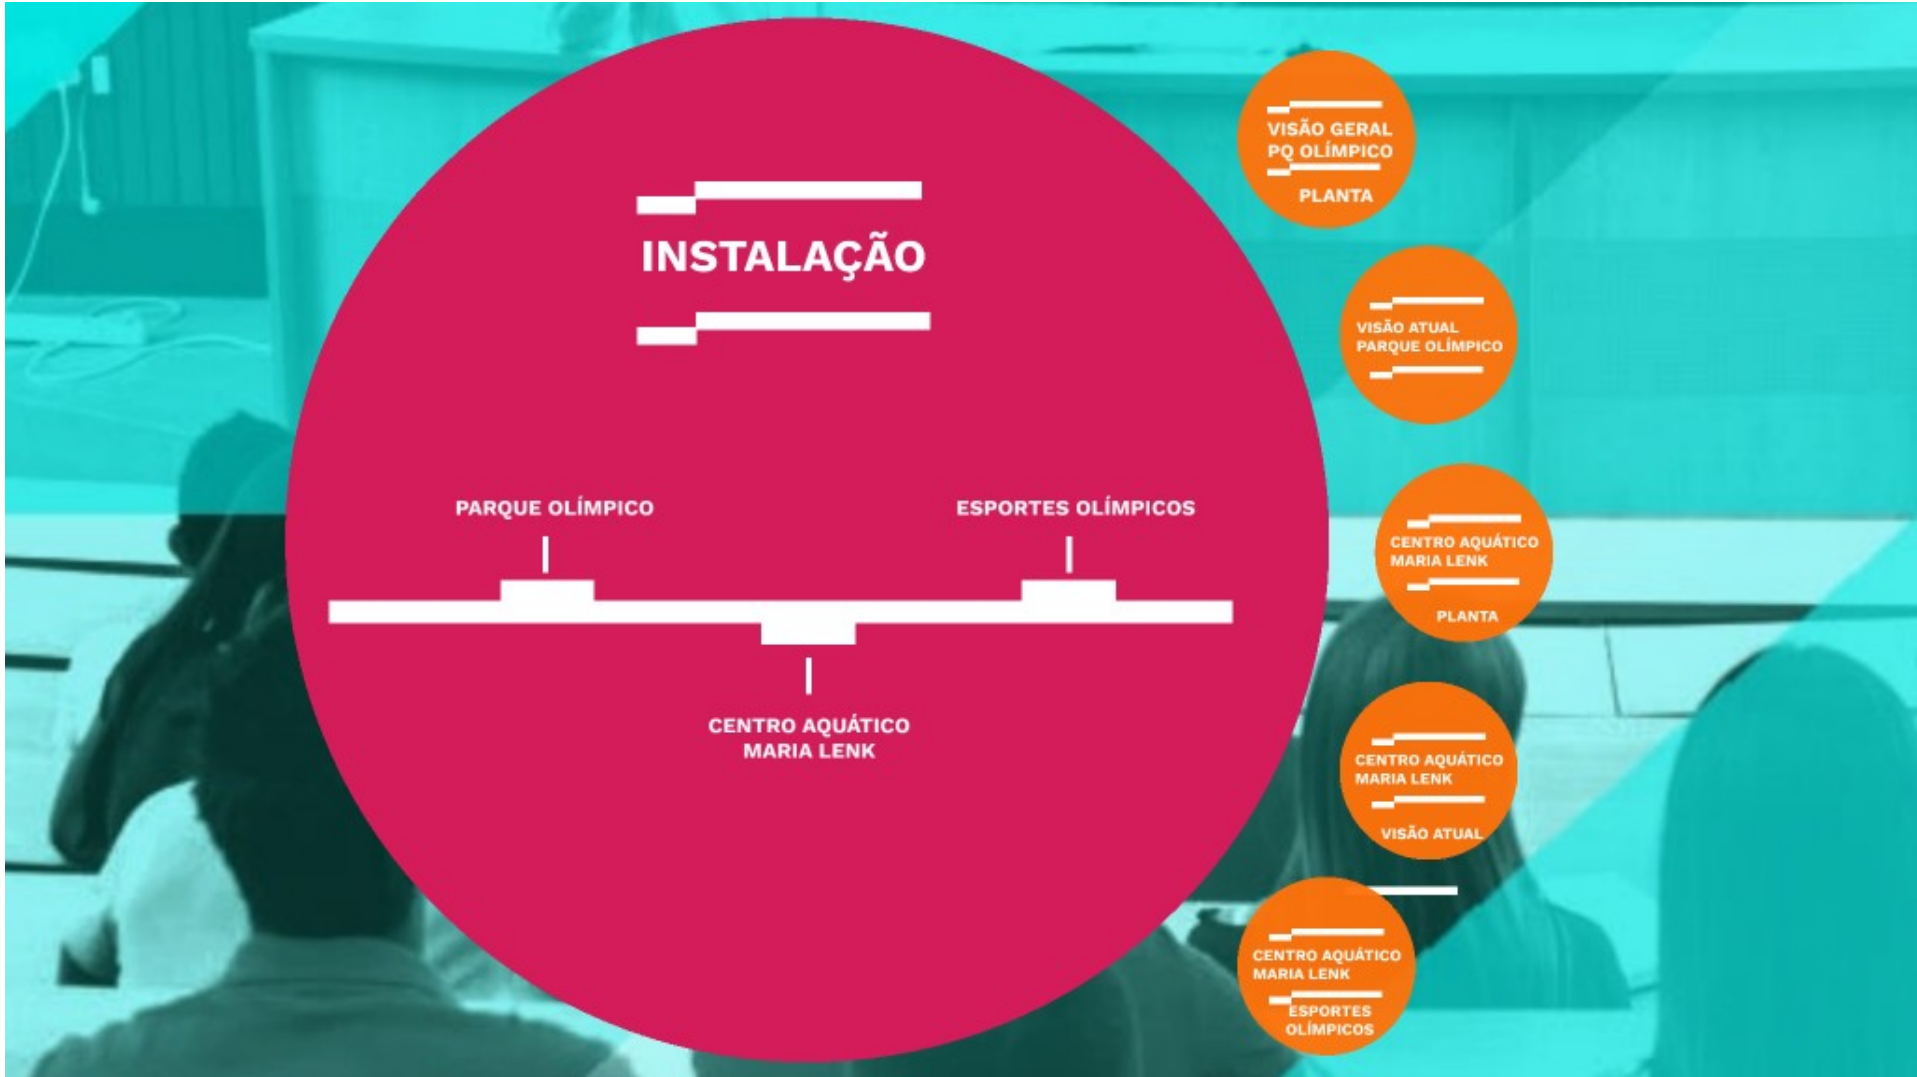 INSTALAÇÃO
PARQUE OLÍMPICO
ESPORTES OLÍMPICOS
CENTRO AQUÁTICO
MARIA LENK
VISÃO GERAL
PQ OLÍMPICO
PLANTA
VISÃO ATUAL
PARQUE OLÍMPICO
CENTRO AQUÁTICO
MARIA LENK
PLANTA
CENTRO AQUÁTICO
MARIA LENK
VISÃO ATUAL
CENTRO AQUÁTICO
MARIA LENK
ESPORTES
OLÍMPICOS